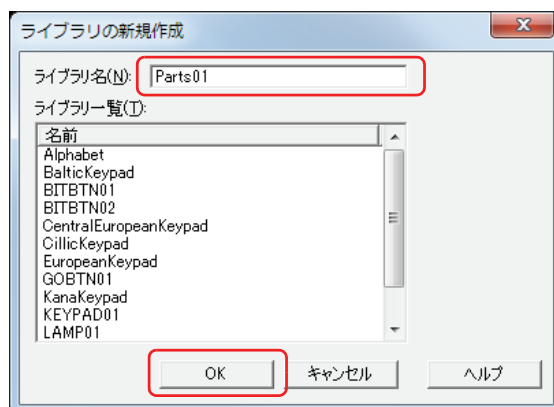 ライブラリの新規作成
ライブラリ名(N): Parts01
ライブラリ一覧(T):
名前
Alphabet
BalticKeypad
BITBTN01
BITBTN02
CentralEuropeanKeypad
CillicKeypad
EuropeanKeypad
GOBTN01
KanaKeypad
KEYPAD01
LAMP01
OK キャンセル ヘルプ